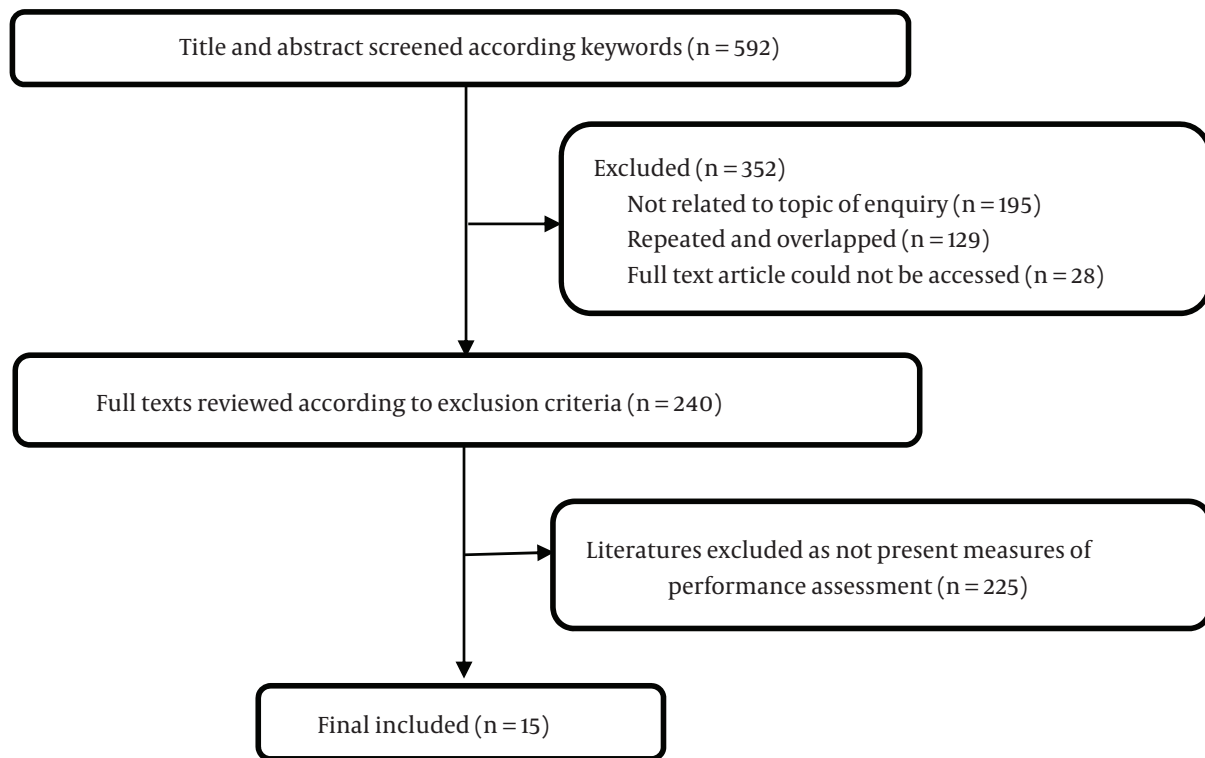 Title and abstract screened according keywords (n = 592)
Excluded (n = 352)
Not related to topic of enquiry (n = 195)
Repeated and overlapped (n = 129)
Full text article could not be accessed (n = 28)
Full texts reviewed according to exclusion criteria (n = 240)
Literatures excluded as not present measures of
performance assessment (n = 225)
Final included (n = 15)